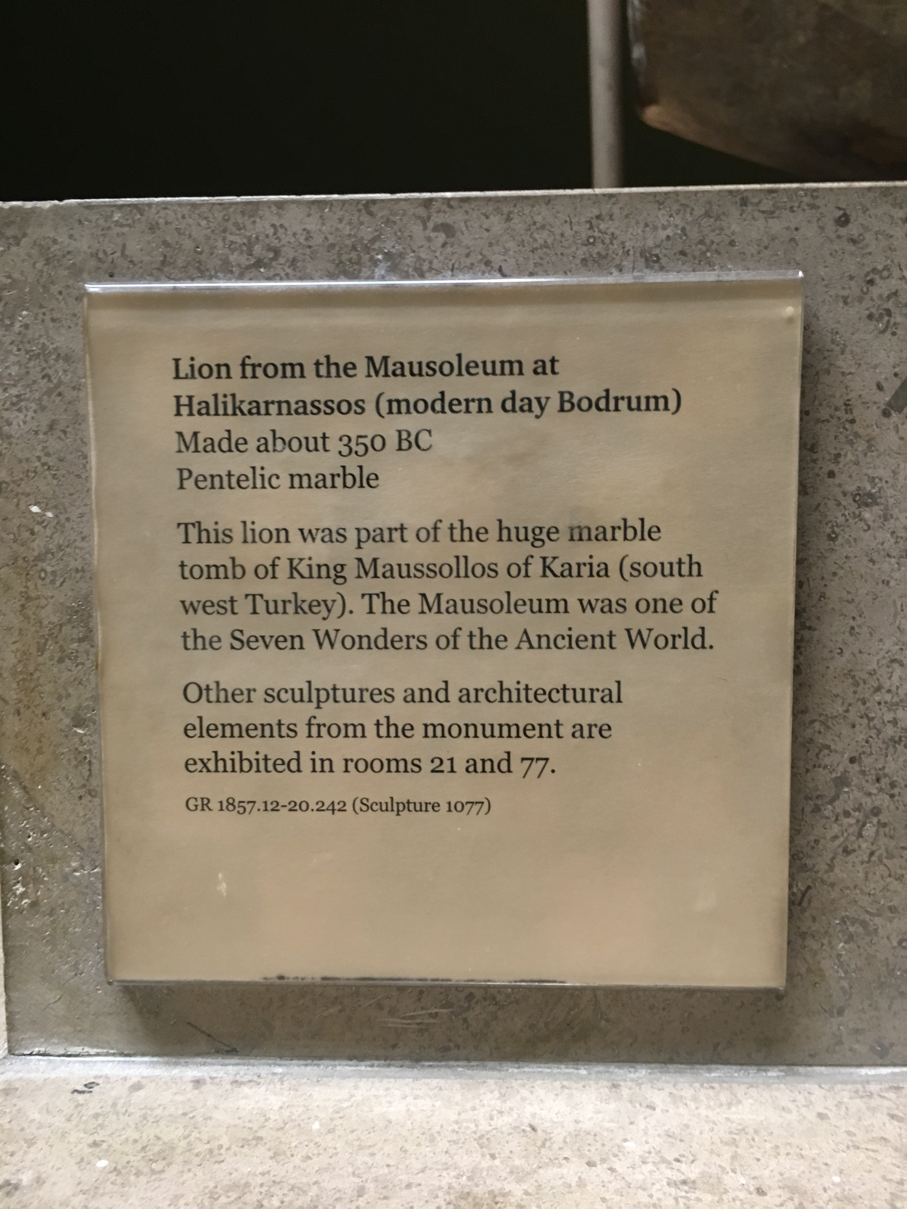 Lion from the Mausoleum at
Halikarnassos (modern day Bodrum)
Made about 350 BC
Pentelic marble
This lion was part of the huge marble
tomb of King Maussollos of Karia (south
west Turkey). The Mausoleum was one of
the Seven Wonders of the Ancient World.
Other sculptures and architectural
elements from the monument are
exhibited in rooms 21 and 77.
GR 1857.12-20.242 (Sculpture 1077)